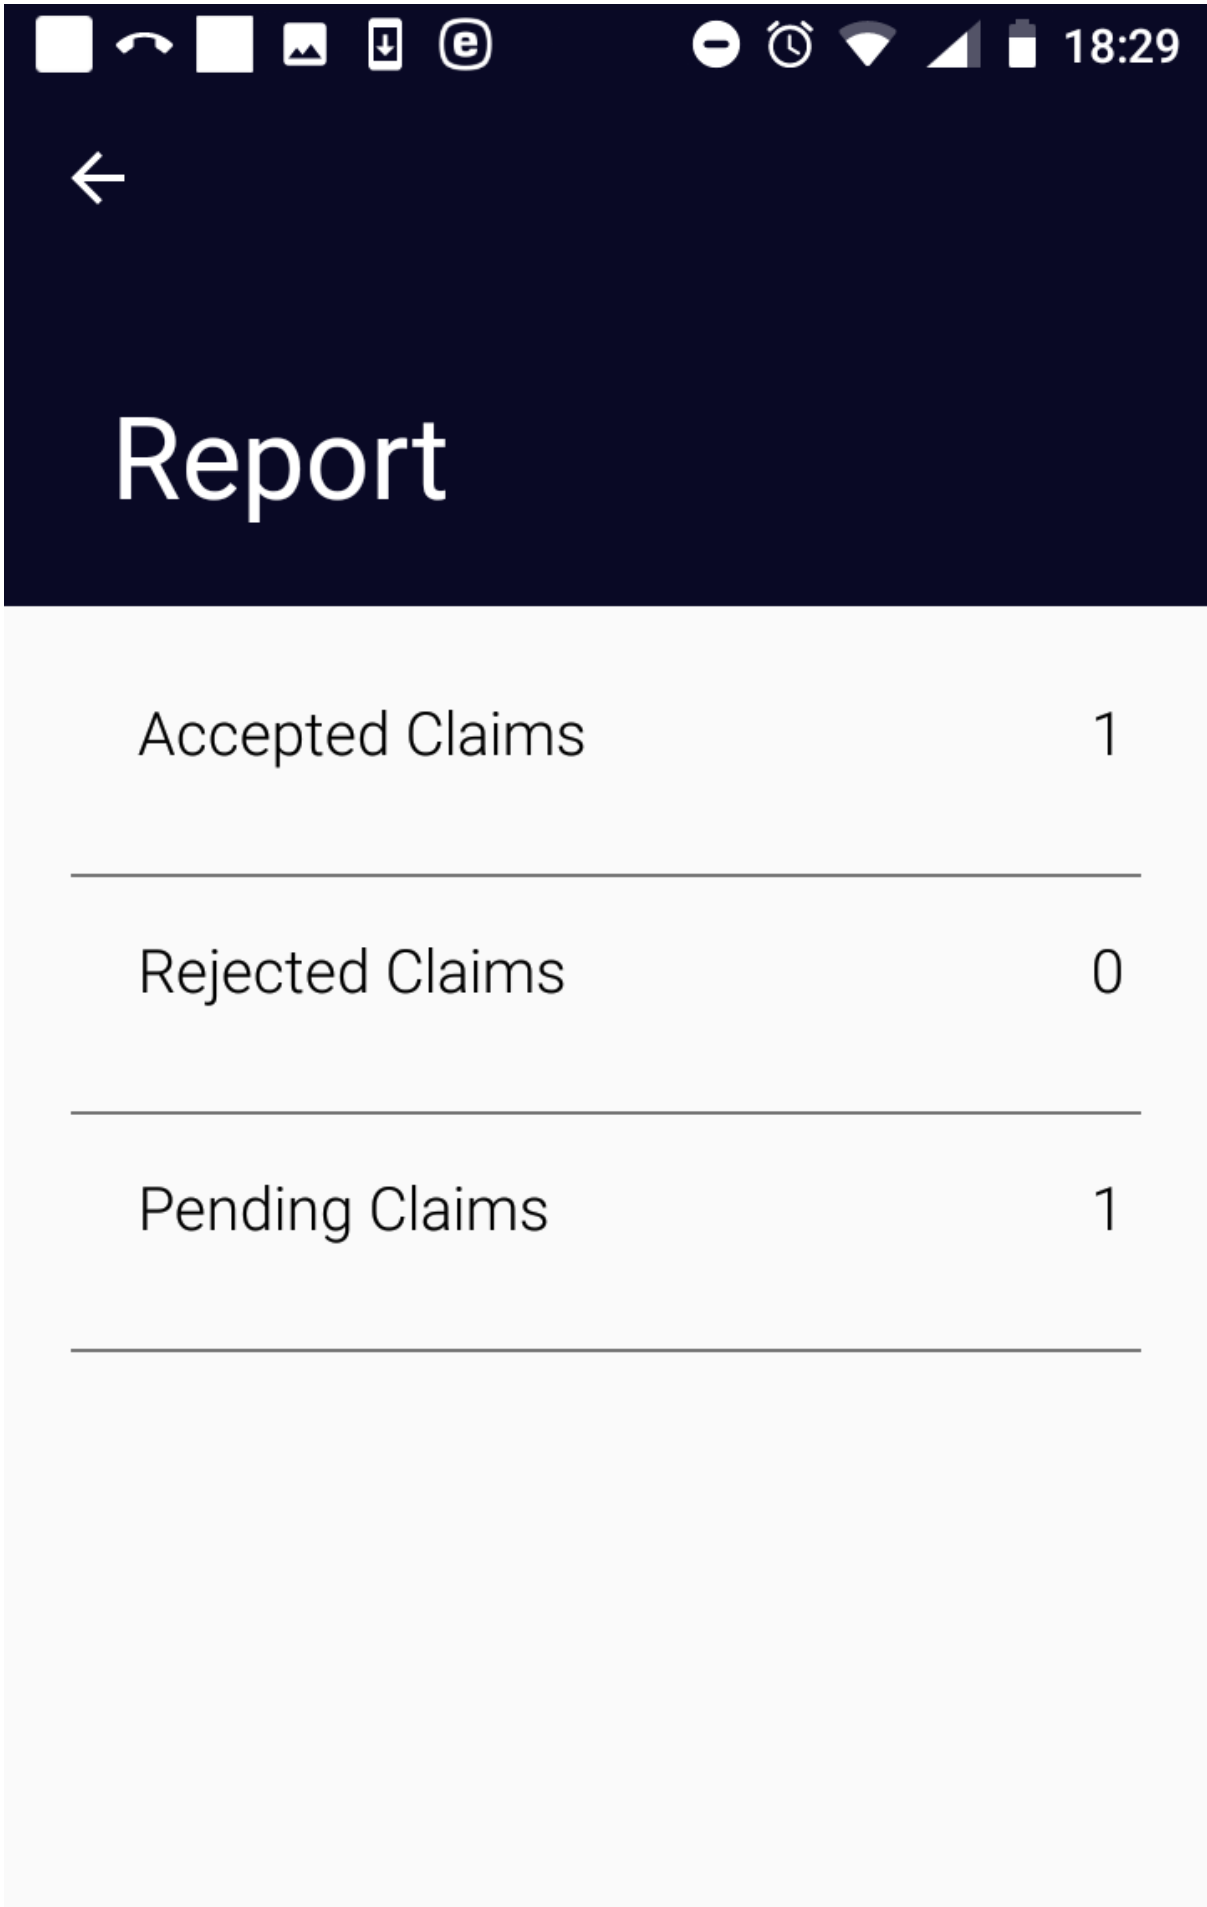 18:29
Report
Accepted Claims 1
Rejected Claims 0
Pending Claims 1